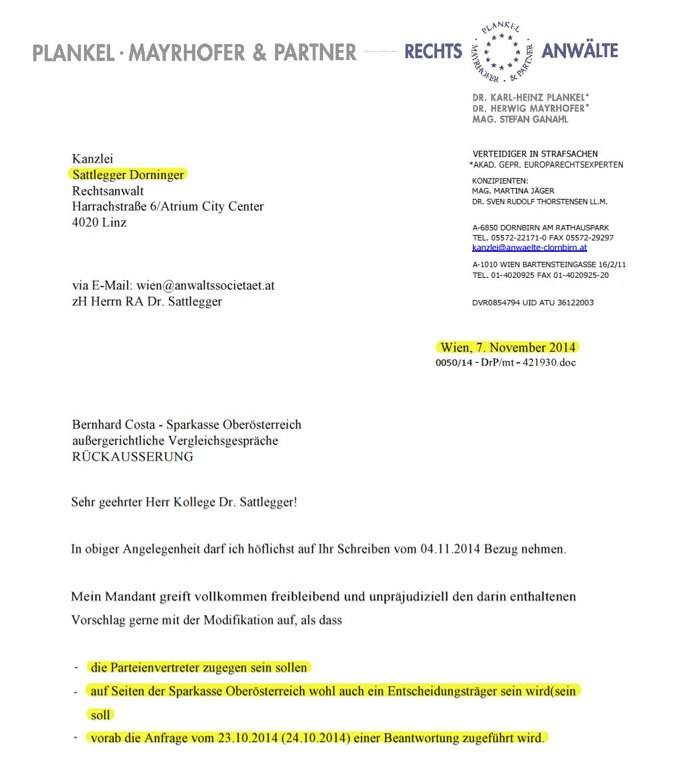 PLANKEL · MAYRHOFER & PARTNER RECHTS ANWÄLTE
· PLANKEL · MAYRHOFER & PARTNER
DR. KARL-HEINZ PLANKEL*
DR. HERWIG MAYRHOFER*
MAG. STEFAN GANAHL
VERTEIDIGER IN STRAFSACHEN
*AKAD. GEPR. EUROPARECHTSEXPERTEN
KONZIPIENTEN:
MAG. MARTINA JÄGER
DR. SVEN RUDOLF THORSTENSEN LL.M.
A-6850 DORNBIRN AM RATHAUSPARK
TEL. 05572-22171-0 FAX 05572-29297
kanzlei@anwaelte-clornbirn.at
A-1010 WIEN BARTENSTEINGASSE 16/2/11
TEL. 01-4020925 FAX 01-4020925-20
DVR0854794 UID ATU 36122003
Kanzlei
Sattlegger Dorninger
Rechtsanwalt
Harrachstraße 6/Atrium City Center
4020 Linz
via E-Mail: wien@anwaltssocietaet.at
zH Herrn RA Dr. Sattlegger
Wien, 7. November 2014
0050/14 - DrP/mt – 421930.doc
Bernhard Costa - Sparkasse Oberösterreich
außergerichtliche Vergleichsgespräche
RÜCKAUSSERUNG
Sehr geehrter Herr Kollege Dr. Sattlegger!
In obiger Angelegenheit darf ich höflichst auf Ihr Schreiben vom 04.11.2014 Bezug nehmen.
Mein Mandant greift vollkommen freibleibend und unpräjudiziell den darin enthaltenen
Vorschlag gerne mit der Modifikation auf, als dass
- die Parteienvertreter zugegen sein sollen
- auf Seiten der Sparkasse Oberösterreich wohl auch ein Entscheidungsträger sein wird(sein
soll
- vorab die Anfrage vom 23.10.2014 (24.10.2014) einer Beantwortung zugeführt wird.